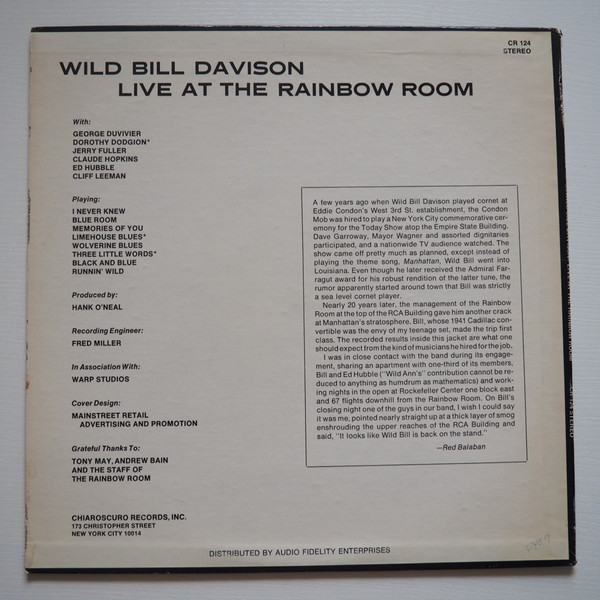 CR 124
STEREO
WILD BILL DAVISON
LIVE AT THE RAINBOW ROOM
With:
GEORGE DUVIVIER
DOROTHY DODGION*
JERRY FULLER
CLAUDE HOPKINS
ED HUBBLE
CLIFF LEEMAN
Playing:
I NEVER KNEW
BLUE ROOM
MEMORIES OF YOU
LIMEHOUSE BLUES*
WOLVERINE BLUES
THREE LITTLE WORDS*
BLACK AND BLUE
RUNNIN' WILD
Produced by:
HANK O'NEAL
Recording Engineer:
FRED MILLER
In Association With:
WARP STUDIOS
Cover Design:
MAINSTREET RETAIL
ADVERTISING AND PROMOTION
Grateful Thanks To:
TONY MAY, ANDREW BAIN
AND THE STAFF OF
THE RAINBOW ROOM
CHIAROSCURO RECORDS, INC.
173 CHRISTOPHER STREET
NEW YORK CITY 10014
A few years ago when Wild Bill Davison played cornet at
Eddie Condon's West 3rd St. establishment, the Condon
Mob was hired to play a New York City commemorative cer-
emony for the Today Show atop the Empire State Building.
Dave Garroway, Mayor Wagner and assorted dignitaries
participated, and a nationwide TV audience watched. The
show came off pretty much as planned, except instead of
playing the theme song, Manhattan, Wild Bill went into
Louisiana. Even though he later received the Admiral Far-
ragut award for his robust rendition of the latter tune, the
rumor apparently started around town that Bill was strictly
a sea level cornet player.
Nearly 20 years later, the management of the Rainbow
Room at the top of the RCA Building gave him another crack
at Manhattan's stratosphere. Bill, whose 1941 Cadillac con-
vertible was the envy of my teenage set, made the trip first
class. The recorded results inside this jacket are what one
should expect from the kind of musicians he hired for the job.
I was in close contact with the band during its engage-
ment, sharing an apartment with one-third of its members,
Bill and Ed Hubble ("Wild Ann's" contribution cannot be re-
duced to anything as humdrum as mathematics) and work-
ing nights in the open at Rockefeller Center one block east
and 67 flights downhill from the Rainbow Room. On Bill's
closing night one of the guys in our band, I wish I could say
it was me, pointed nearly straight up at a thick layer of smog
enshrouding the upper reaches of the RCA Building and
said, "It looks like Wild Bill is back on the stand."
—Red Balaban
DISTRIBUTED BY AUDIO FIDELITY ENTERPRISES